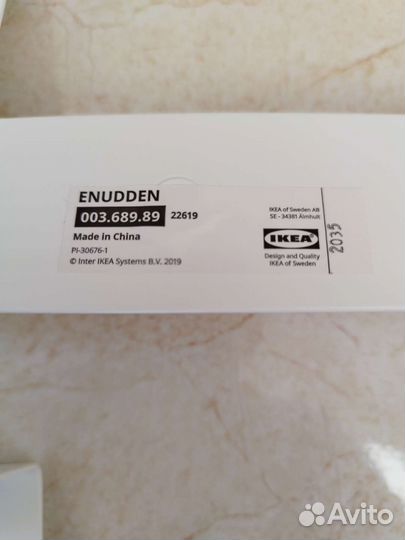 ENUDDEN
003.689.89 22619
Made in China
PI-30676-1
© Inter IKEA Systems B.V. 2019
IKEA of Sweden AB
SE - 34381 Älmhult
IKEA
Design and Quality
IKEA of Sweden
2035
Avito